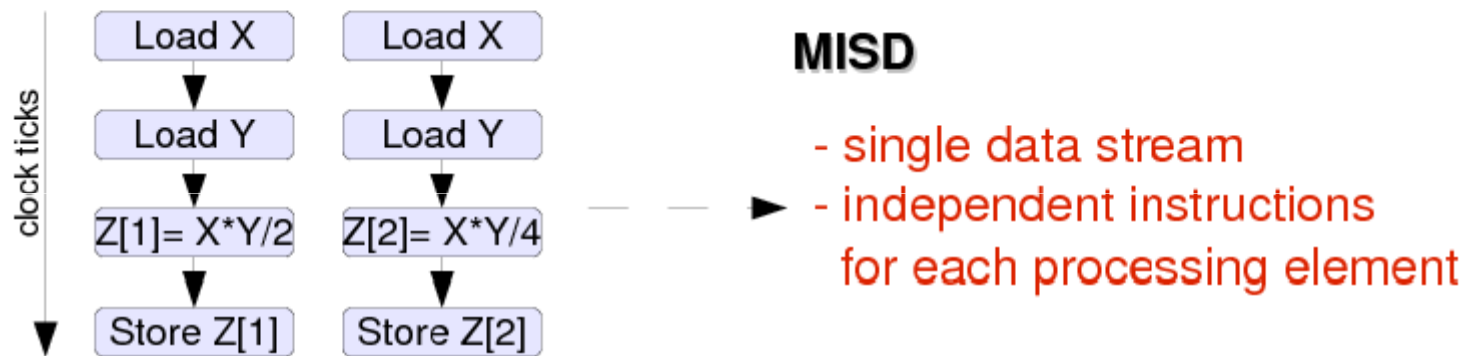 clock ticks
Load X
Load Y
Z[1]= X*Y/2
Store Z[1]
Load X
Load Y
Z[2]= X*Y/4
Store Z[2]
MISD
- single data stream
- independent instructions
for each processing element